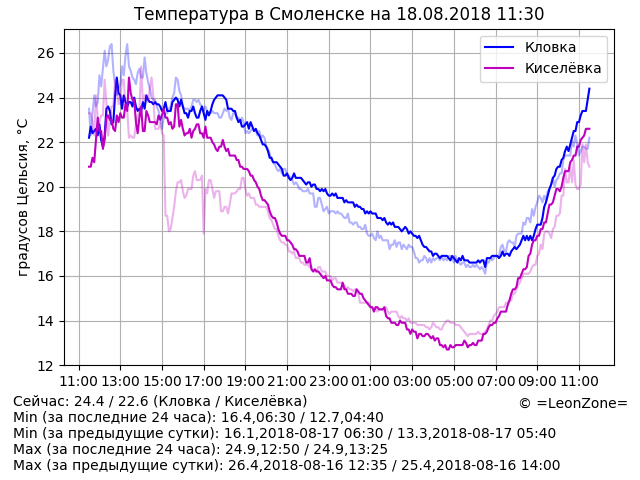 Температура в Смоленске на 18.08.2018 11:30
Кловка
Киселёвка
градусов Цельсия, °C
26
24
22
20
18
16
14
12
11:00 13:00 15:00 17:00 19:00 21:00 23:00 01:00 03:00 05:00 07:00 09:00 11:00
Сейчас: 24.4 / 22.6 (Кловка / Киселёвка)
© =LeonZone=
Min (за последние 24 часа): 16.4,06:30 / 12.7,04:40
Min (за предыдущие сутки): 16.1,2018-08-17 06:30 / 13.3,2018-08-17 05:40
Max (за последние 24 часа): 24.9,12:50 / 24.9,13:25
Max (за предыдущие сутки): 26.4,2018-08-16 12:35 / 25.4,2018-08-16 14:00